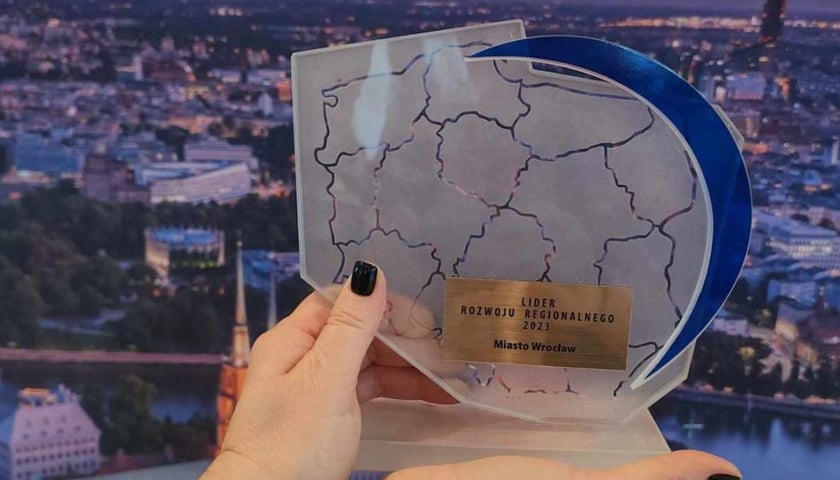 LIDER
ROZWOJU REGIONALNEGO
2023
Miasto Wrocław